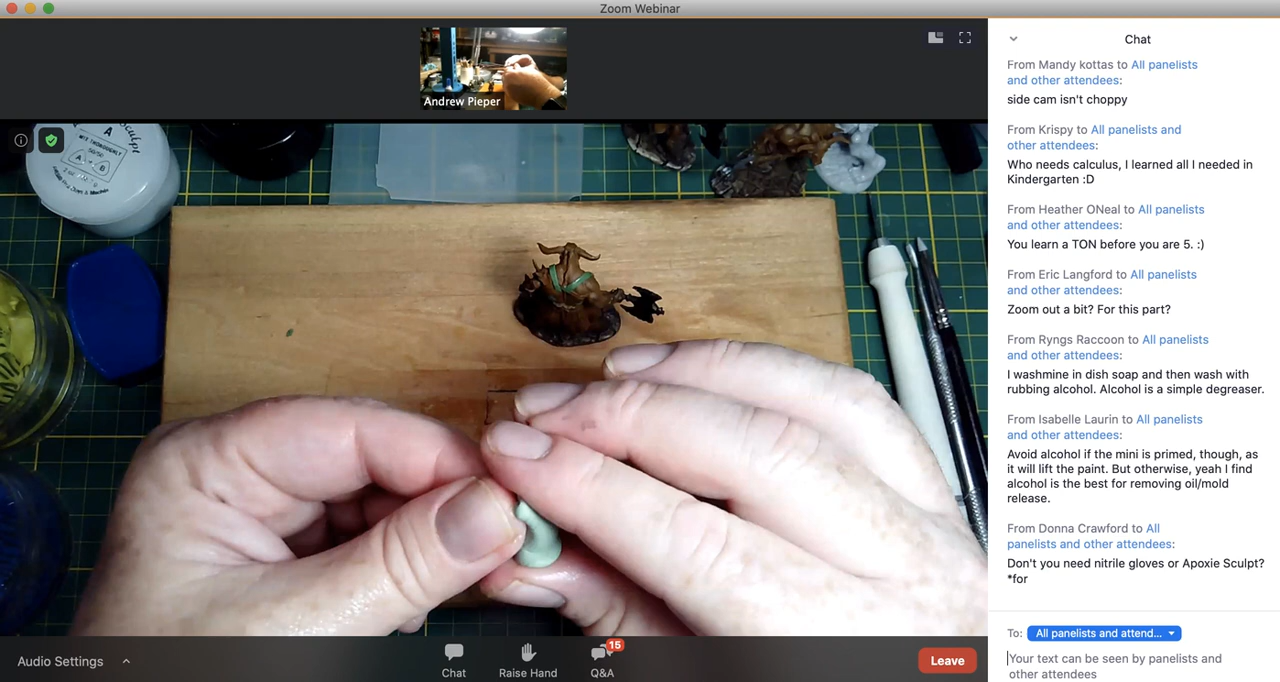 Zoom Webinar
Andrew Pieper
Sculpt
A
MIX THOROUGHLY
A + B
Chat
From Mandy kottas to All panelists
and other attendees:
side cam isn't choppy
From Krispy to All panelists and
other attendees:
Who needs calculus, I learned all I needed in
Kindergarten :D
From Heather ONeal to All panelists
and other attendees:
You learn a TON before you are 5. :)
From Eric Langford to All panelists
and other attendees:
Zoom out a bit? For this part?
From Ryngs Raccoon to All panelists
and other attendees:
I washmine in dish soap and then wash with
rubbing alcohol. Alcohol is a simple degreaser.
From Isabelle Laurin to All panelists
and other attendees:
Avoid alcohol if the mini is primed, though, as
it will lift the paint. But otherwise, yeah I find
alcohol is the best for removing oil/mold
release.
From Donna Crawford to All
panelists and other attendees:
Don't you need nitrile gloves or Apoxie Sculpt?
*for
To: All panelists and attend...
Your text can be seen by panelists and
other attendees
Audio Settings
Chat
Raise Hand
15
Q&A
Leave